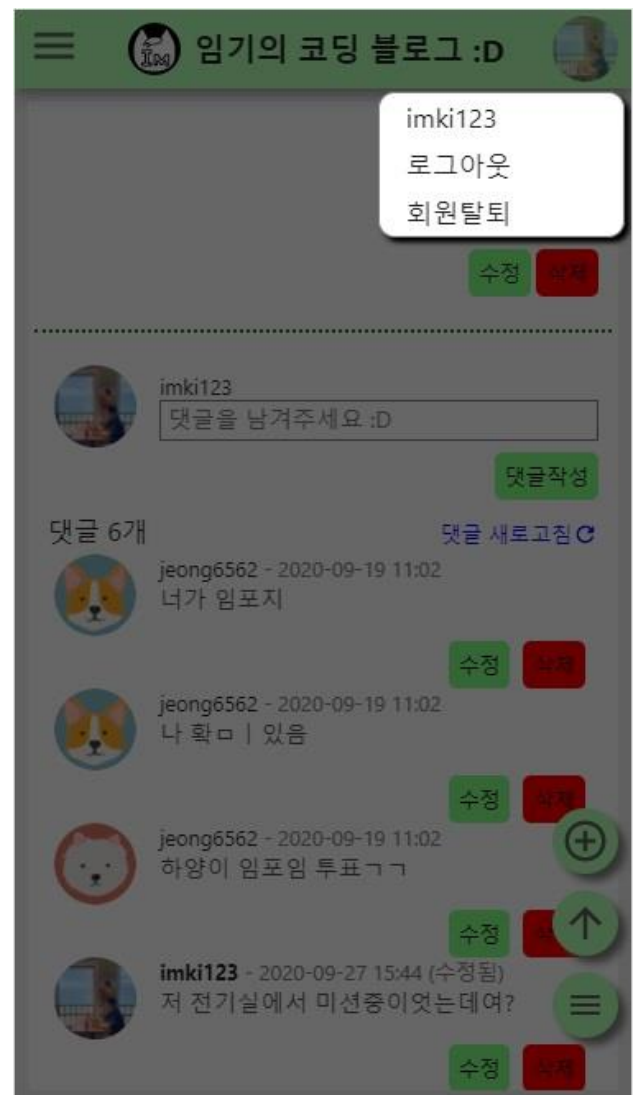 IM 임기의 코딩 블로그 :D
imki123
로그아웃
회원탈퇴
수정 삭제
imki123
댓글을 남겨주세요 :D
댓글작성
댓글 6개 댓글 새로고침
jeong6562 - 2020-09-19 11:02
너가 임포지
수정 삭제
jeong6562 - 2020-09-19 11:02
나 확ㅁㅣ있음
수정 삭제
jeong6562 - 2020-09-19 11:02
하양이 임포임 투표ㄱㄱ
수정
imki123 - 2020-09-27 15:44 (수정됨)
저 전기실에서 미션중이엇는데여?
수정 삭제